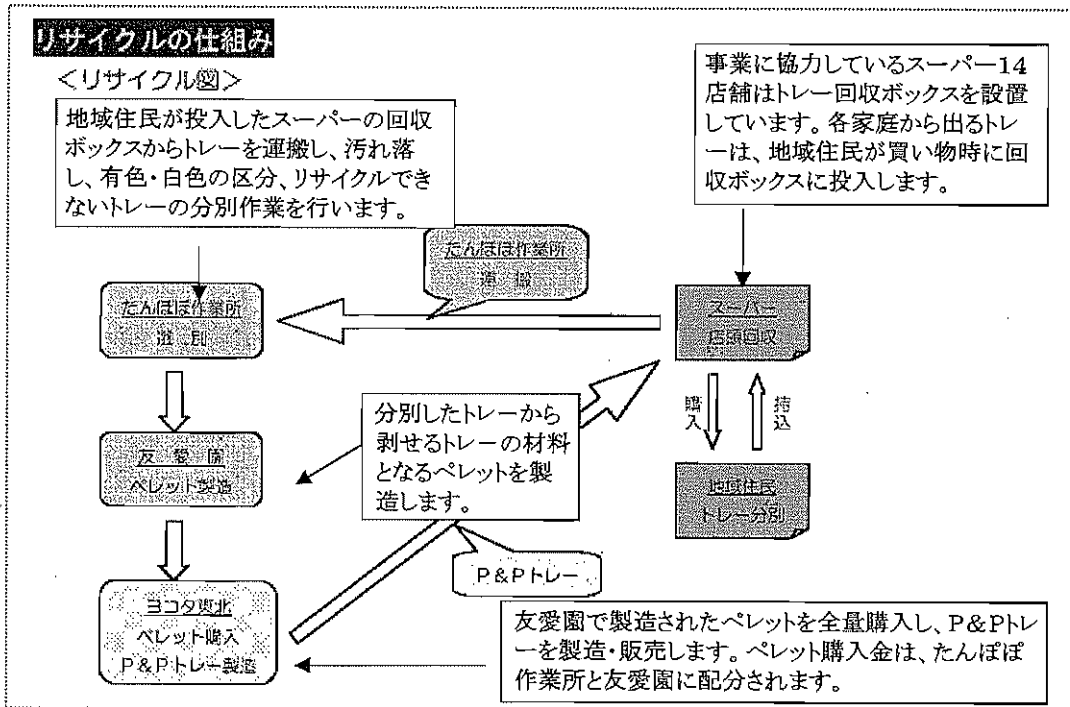 リサイクルの仕組み
＜リサイクル図＞
地域住民が投入したスーパーの回収
ボックスからトレーを運搬し、汚れ落
し、有色・白色の区分、リサイクルでき
ないトレーの分別作業を行います。
事業に協力しているスーパー14
店舗はトレー回収ボックスを設置
しています。各家庭から出るトレ
ーは、地域住民が買い物時に回
収ボックスに投入します。
たんぽぽ作業所
運 搬
たんぽぽ作業所
選 別
スーパー
店頭回収
購入
持込
分別したトレーから
剥せるトレーの材料
となるペレットを製
造します。
友 愛 園
ペレット製造
地域住民
トレー分別
P&Pトレー
ヨコタ東北
ペレット購入
P&Pトレー製造
友愛園で製造されたペレットを全量購入し、P&Pトレ
ーを製造・販売します。ペレット購入金は、たんぽぽ
作業所と友愛園に配分されます。